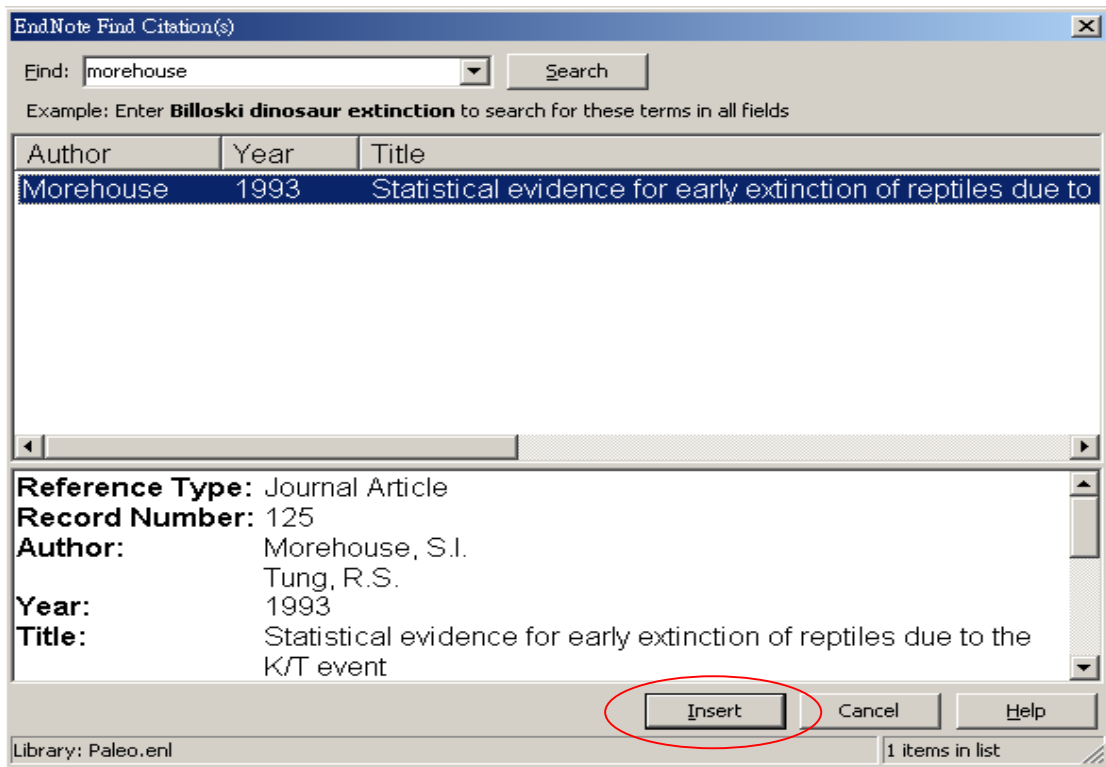 EndNote Find Citation(s)
Find: morehouse Search
Example: Enter Billoski dinosaur extinction to search for these terms in all fields
Author Year Title
Morehouse 1993 Statistical evidence for early extinction of reptiles due to
Reference Type: Journal Article
Record Number: 125
Author: Morehouse, S.I.
Tung, R.S.
Year: 1993
Title: Statistical evidence for early extinction of reptiles due to the
K/T event
Insert Cancel Help
Library: Paleo.enl 1 items in list